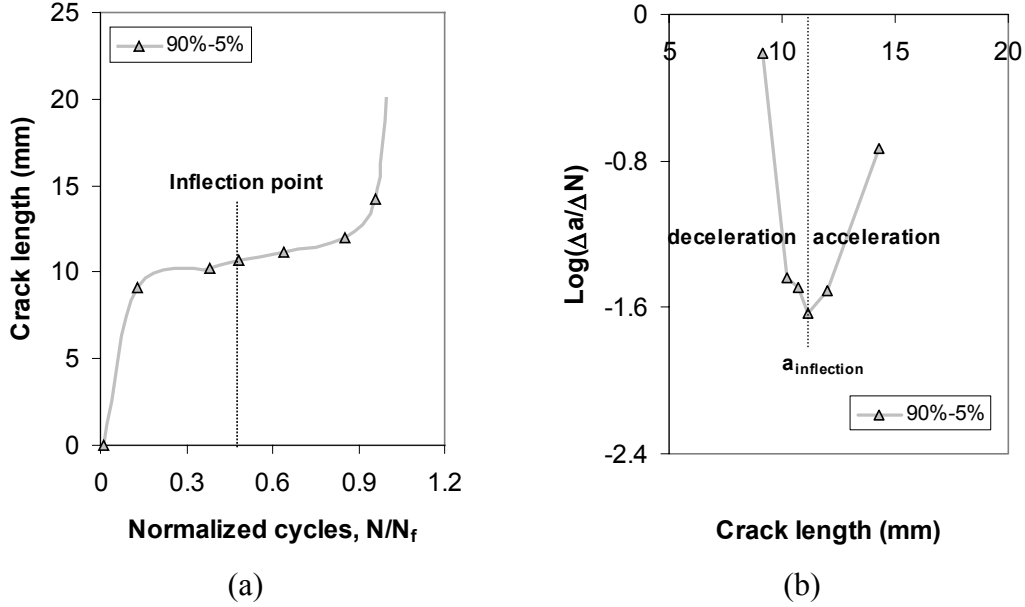 25
20
15
10
5
0
Crack length (mm)
90%-5%
Inflection point
0
0.3
0.6
0.9
1.2
Normalized cycles, N/Nf
(a)
0
-0.8
-1.6
-2.4
Log(Δa/ΔN)
5
10
15
20
deceleration
acceleration
ainflection
90%-5%
Crack length (mm)
(b)